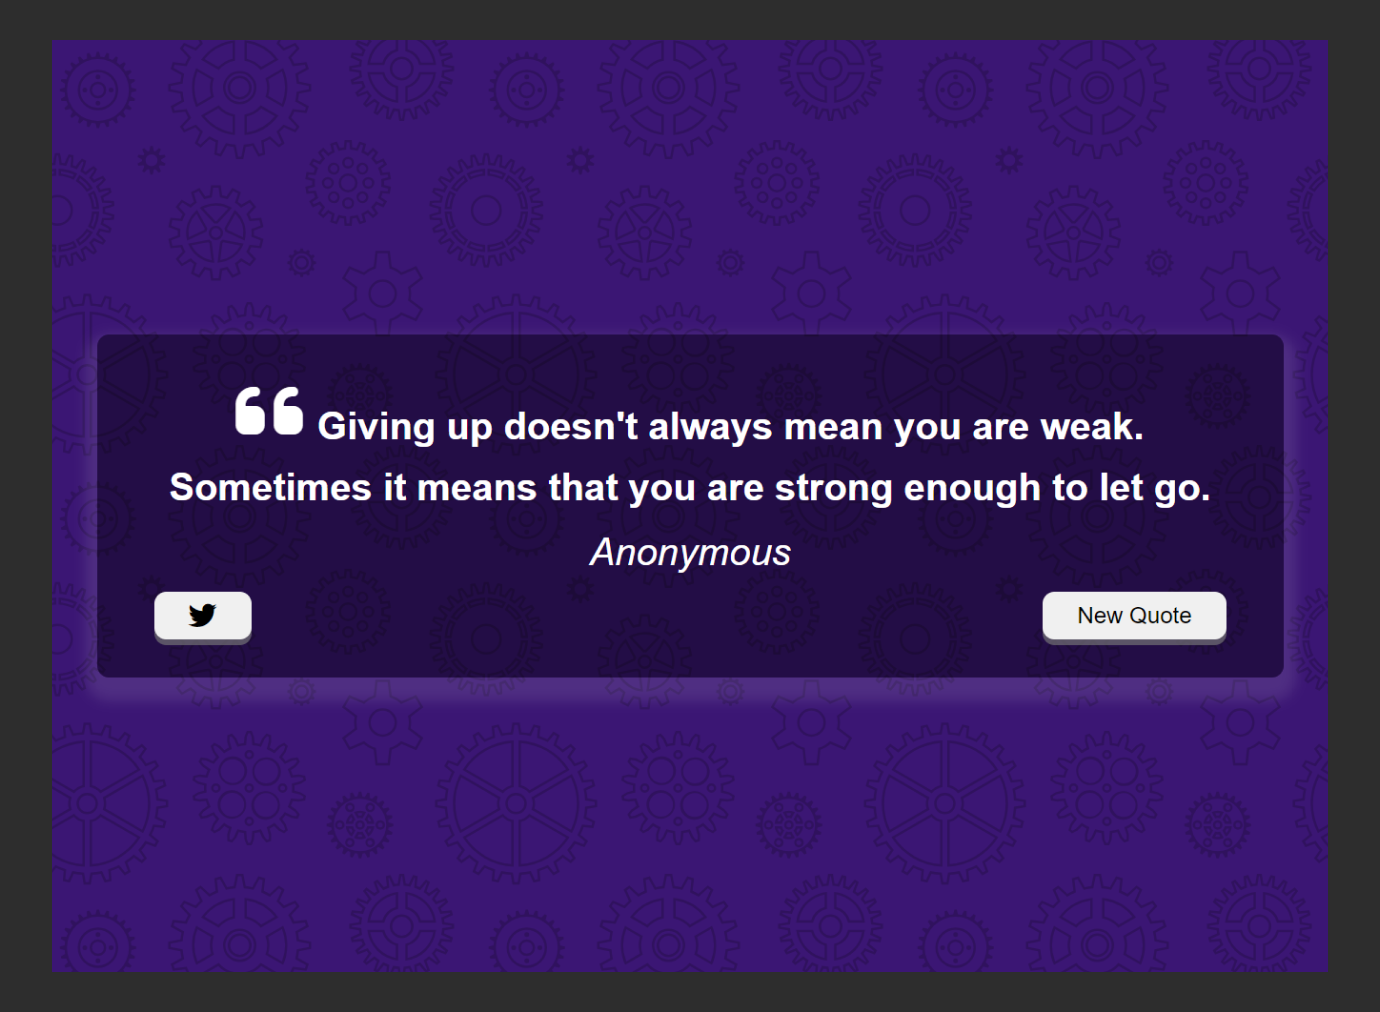 Giving up doesn't always mean you are weak.
Sometimes it means that you are strong enough to let go.
Anonymous
New Quote